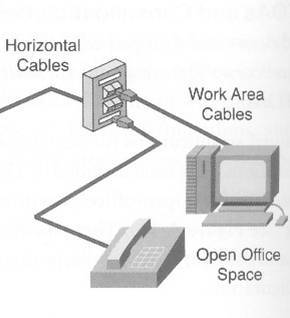 Horizontal
Cables
Work Area
Cables
Open Office
Space